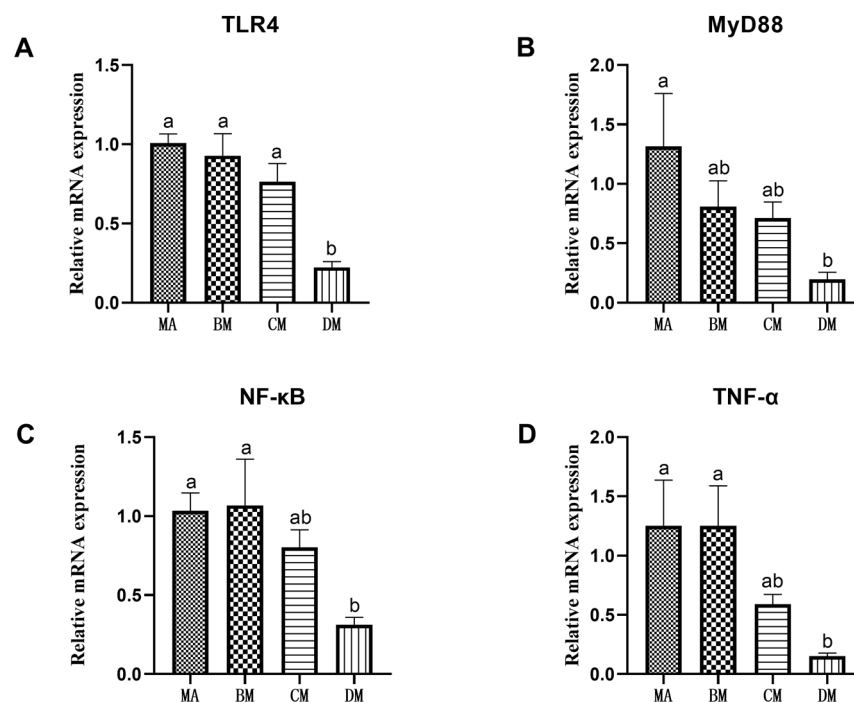 A
TLR4
Relative mRNA expression
1.5
1.0
0.5
0.0
a
a
a
b
MA
BM
CM
DM
B
MyD88
Relative mRNA expression
2.0
1.5
1.0
0.5
0.0
a
ab
ab
b
MA
BM
CM
DM
C
NF-κB
Relative mRNA expression
1.5
1.0
0.5
0.0
a
a
ab
b
MA
BM
CM
DM
D
TNF-α
Relative mRNA expression
2.0
1.5
1.0
0.5
0.0
a
a
ab
b
MA
BM
CM
DM